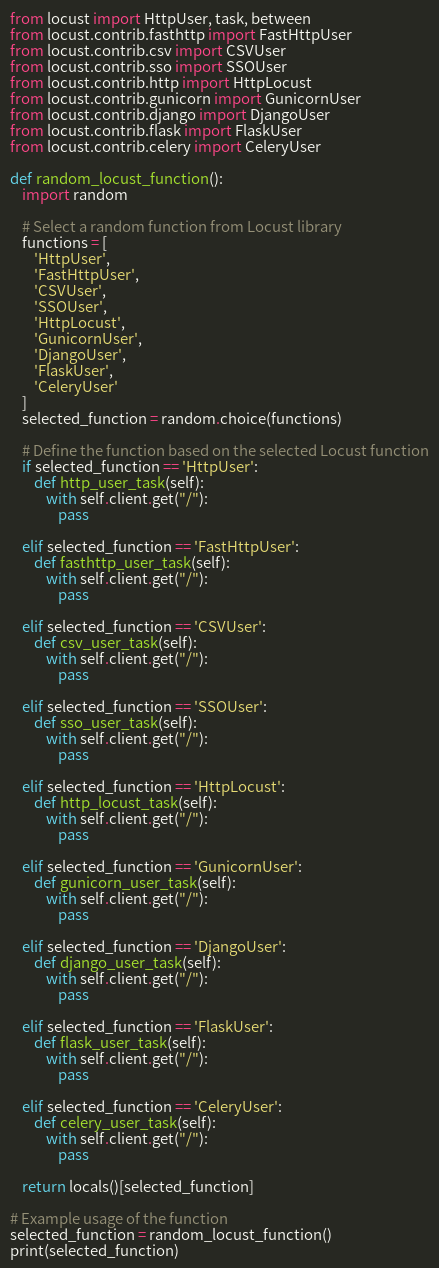 from locust import HttpUser, task, between
from locust.contrib.fasthttp import FastHttpUser
from locust.contrib.csv import CSVUser
from locust.contrib.sso import SSOUser
from locust.contrib.http import HttpLocust
from locust.contrib.gunicorn import GunicornUser
from locust.contrib.django import DjangoUser
from locust.contrib.flask import FlaskUser
from locust.contrib.celery import CeleryUser

def random_locust_function():
    import random

    # Select a random function from Locust library
    functions = [
        'HttpUser',
        'FastHttpUser',
        'CSVUser',
        'SSOUser',
        'HttpLocust',
        'GunicornUser',
        'DjangoUser',
        'FlaskUser',
        'CeleryUser'
    ]
    selected_function = random.choice(functions)

    # Define the function based on the selected Locust function
    if selected_function == 'HttpUser':
        def http_user_task(self):
            with self.client.get("/"):
                pass

    elif selected_function == 'FastHttpUser':
        def fasthttp_user_task(self):
            with self.client.get("/"):
                pass

    elif selected_function == 'CSVUser':
        def csv_user_task(self):
            with self.client.get("/"):
                pass

    elif selected_function == 'SSOUser':
        def sso_user_task(self):
            with self.client.get("/"):
                pass

    elif selected_function == 'HttpLocust':
        def http_locust_task(self):
            with self.client.get("/"):
                pass

    elif selected_function == 'GunicornUser':
        def gunicorn_user_task(self):
            with self.client.get("/"):
                pass

    elif selected_function == 'DjangoUser':
        def django_user_task(self):
            with self.client.get("/"):
                pass

    elif selected_function == 'FlaskUser':
        def flask_user_task(self):
            with self.client.get("/"):
                pass

    elif selected_function == 'CeleryUser':
        def celery_user_task(self):
            with self.client.get("/"):
                pass

    return locals()[selected_function]

# Example usage of the function
selected_function = random_locust_function()
print(selected_function)